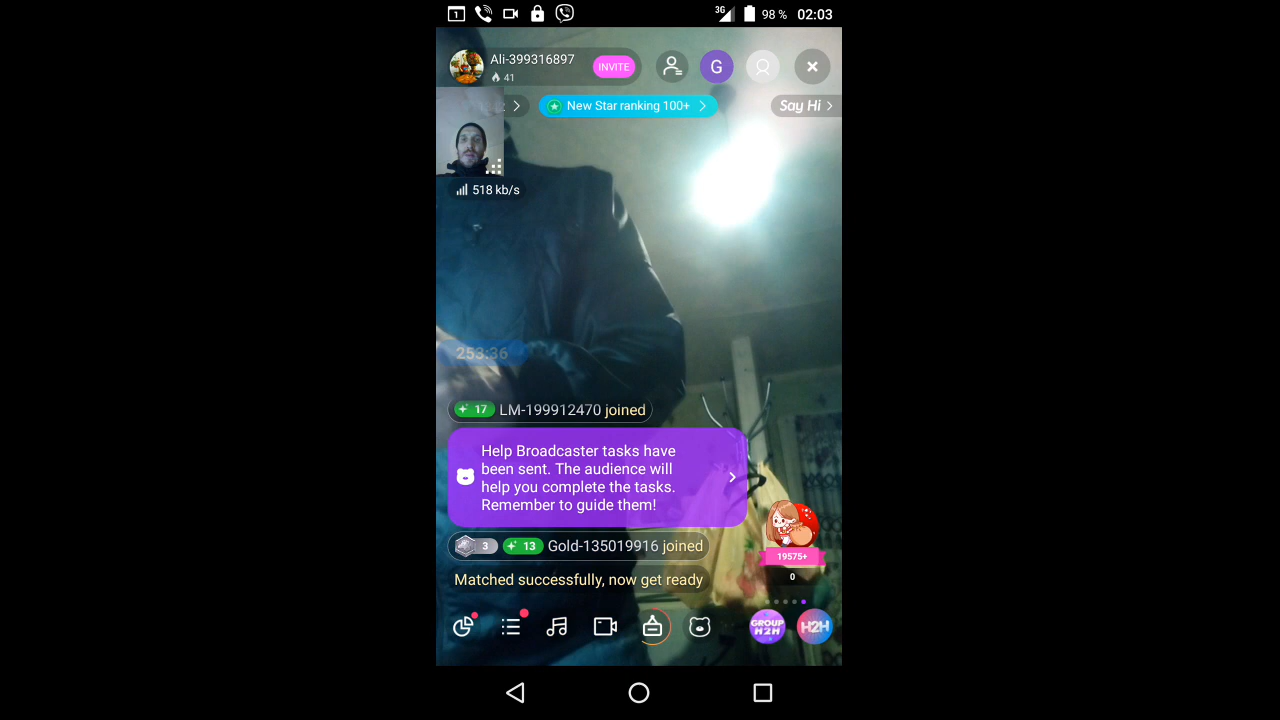 1
3G
98 %
02:03
Ali-399316897
41
INVITE
G
New Star ranking 100+
Say Hi
518 kb/s
253:36
17 LM-199912470 joined
Help Broadcaster tasks have
been sent. The audience will
help you complete the tasks.
Remember to guide them!
3 13 Gold-135019916 joined
19575+
0
Matched successfully, now get ready
GROUP
H2H
H2H